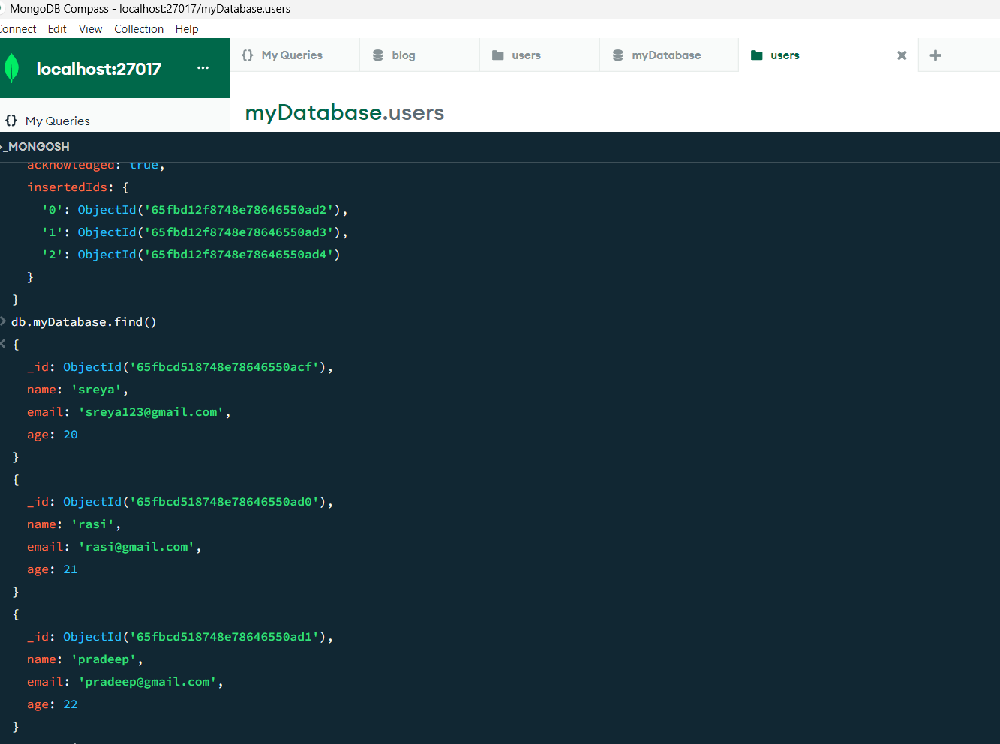 MongoDB Compass - localhost:27017/myDatabase.users
Connect Edit View Collection Help
localhost:27017 ...
{} My Queries
blog
users
myDatabase
users
{} My Queries
myDatabase.users
>_MONGOSH
acknowledged: true,
insertedIds: {
'0': ObjectId('65fbd12f8748e78646550ad2'),
'1': ObjectId('65fbd12f8748e78646550ad3'),
'2': ObjectId('65fbd12f8748e78646550ad4')
}
}
> db.myDatabase.find()
< {
_id: ObjectId('65fbcd518748e78646550acf'),
name: 'sreya',
email: 'sreya123@gmail.com',
age: 20
}
{
_id: ObjectId('65fbcd518748e78646550ad0'),
name: 'rasi',
email: 'rasi@gmail.com',
age: 21
}
{
_id: ObjectId('65fbcd518748e78646550ad1'),
name: 'pradeep',
email: 'pradeep@gmail.com',
age: 22
}